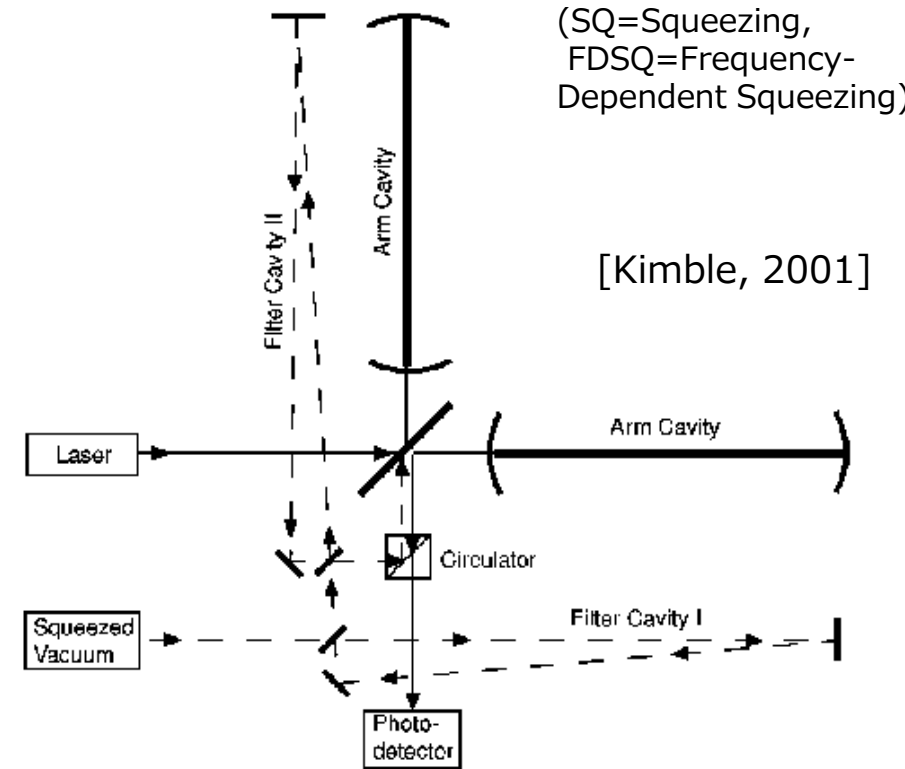 (SQ=Squeezing,
FDSQ=Frequency-
Dependent Squeezing)
[Kimble, 2001]
Filter Cavity II
Arm Cavity
Arm Cavity
Laser
Circulator
Squeezed
Vacuum
Filter Cavity I
Photo-
detector